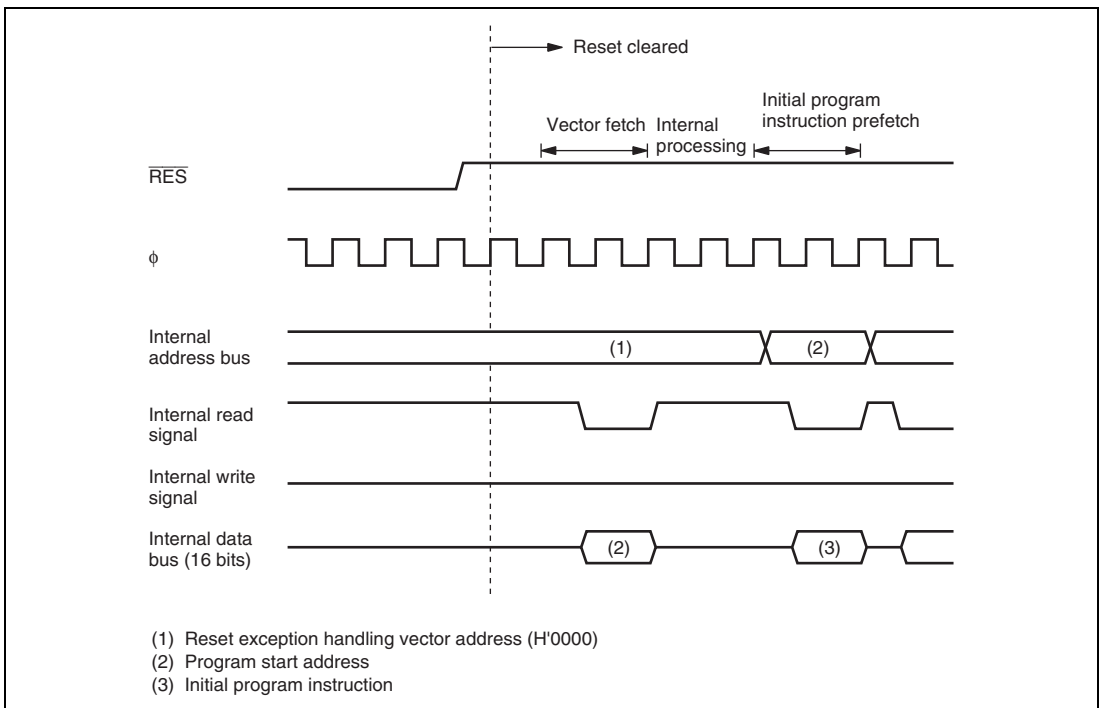 Reset cleared
Initial program
Vector fetch Internal instruction prefetch
processing
RES
φ
Internal
address bus
(1)
(2)
Internal read
signal
Internal write
signal
Internal data
bus (16 bits)
(2)
(3)
(1) Reset exception handling vector address (H'0000)
(2) Program start address
(3) Initial program instruction